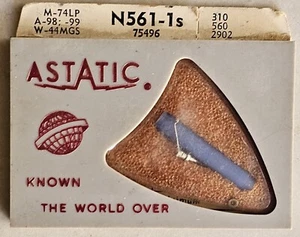 M-74LP
A-98; -99
W-44MGS
N561-1s
75496
310
560
2902
ASTATIC®
KNOWN
THE WORLD OVER